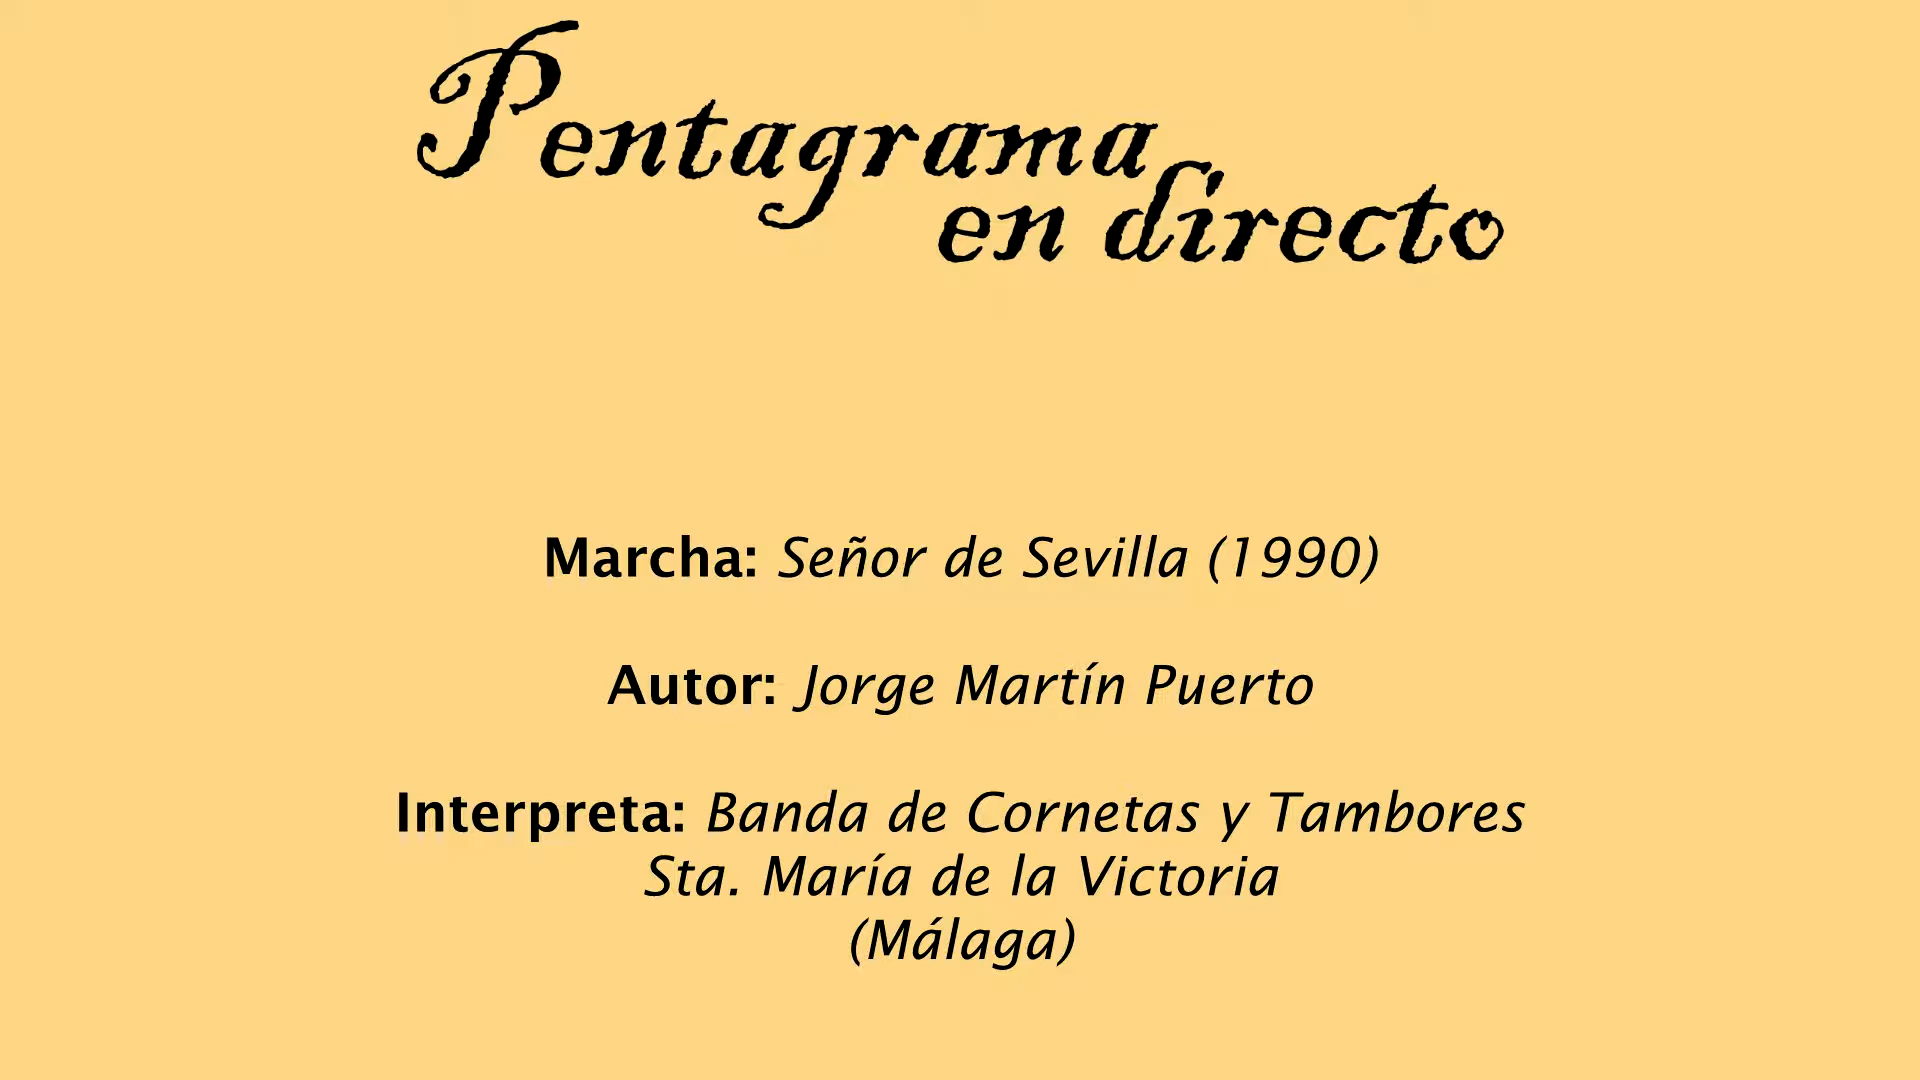 Pentagrama
en directo
Marcha: Señor de Sevilla (1990)
Autor: Jorge Martín Puerto
Interpreta: Banda de Cornetas y Tambores
Sta. María de la Victoria
(Málaga)